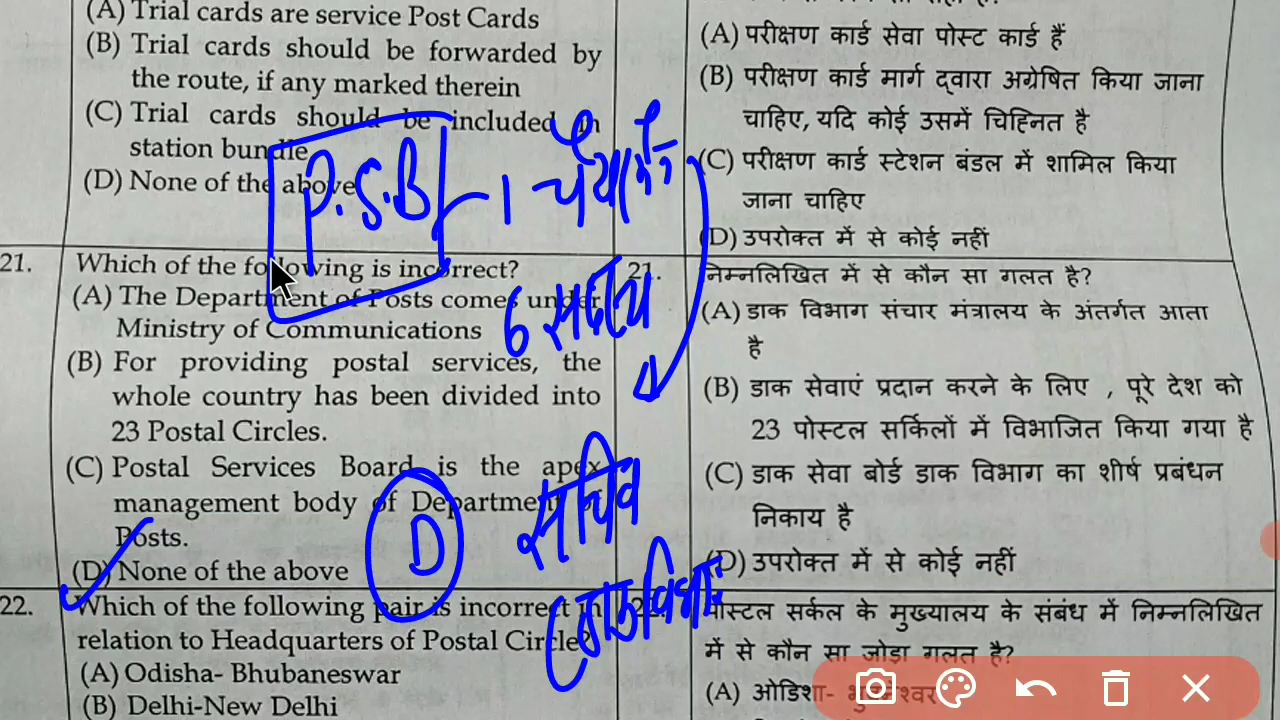 (A) Trial cards are service Post Cards
(B) Trial cards should be forwarded by
the route, if any marked therein
(C) Trial cards should be included in
station bundle
(D) None of the above
21. Which of the following is incorrect?
(A) The Department of Posts comes under
Ministry of Communications
(B) For providing postal services, the
whole country has been divided into
23 Postal Circles.
(C) Postal Services Board is the apex
management body of Department
Posts.
(D) None of the above
22. Which of the following pair is incorrect in
relation to Headquarters of Postal Circle?
(A) Odisha- Bhubaneswar
(B) Delhi-New Delhi
(A) परीक्षण कार्ड सेवा पोस्ट कार्ड हैं
(B) परीक्षण कार्ड मार्ग द्वारा अग्रेषित किया जाना
चाहिए, यदि कोई उसमें चिह्नित है
(C) परीक्षण कार्ड स्टेशन बंडल में शामिल किया
जाना चाहिए
(D) उपरोक्त में से कोई नहीं
21. निम्नलिखित में से कौन सा गलत है?
(A) डाक विभाग संचार मंत्रालय के अंतर्गत आता
है
(B) डाक सेवाएं प्रदान करने के लिए , पूरे देश को
23 पोस्टल सर्किलों में विभाजित किया गया है
(C) डाक सेवा बोर्ड डाक विभाग का शीर्ष प्रबंधन
निकाय है
(D) उपरोक्त में से कोई नहीं
पोस्टल सर्कल के मुख्यालय के संबंध में निम्नलिखित
में से कौन सा जोड़ा गलत है?
(A) ओडिशा- भुवनेश्वर
P.S.B - 1
6 सदस्य
सचिव
D